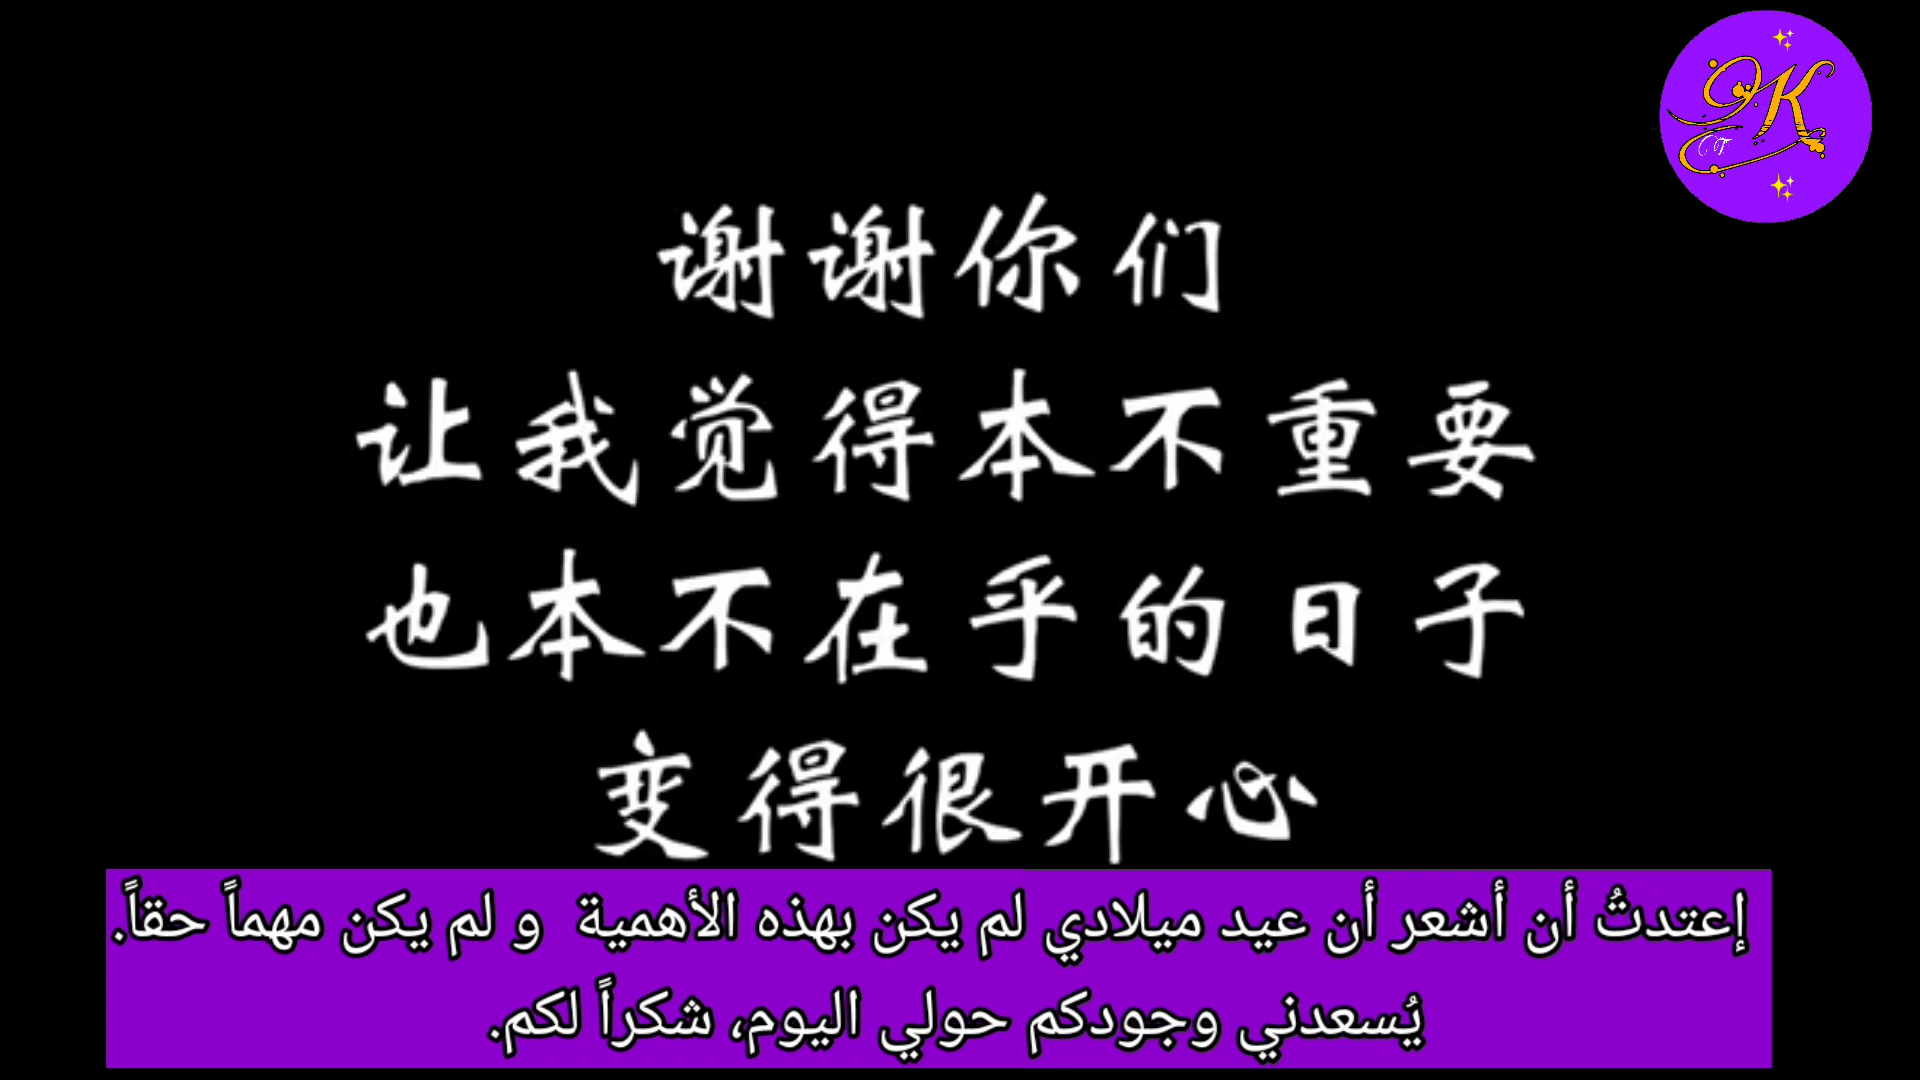 K
谢谢你们
让我觉得本不重要
也本不在乎的日子
变得很开心
إعتدتُ أن أشعر أن عيد ميلادي لم يكن بهذه الأهمية و لم يكن مهماً حقاً.
يُسعدني وجودكم حولي اليوم، شكراً لكم.